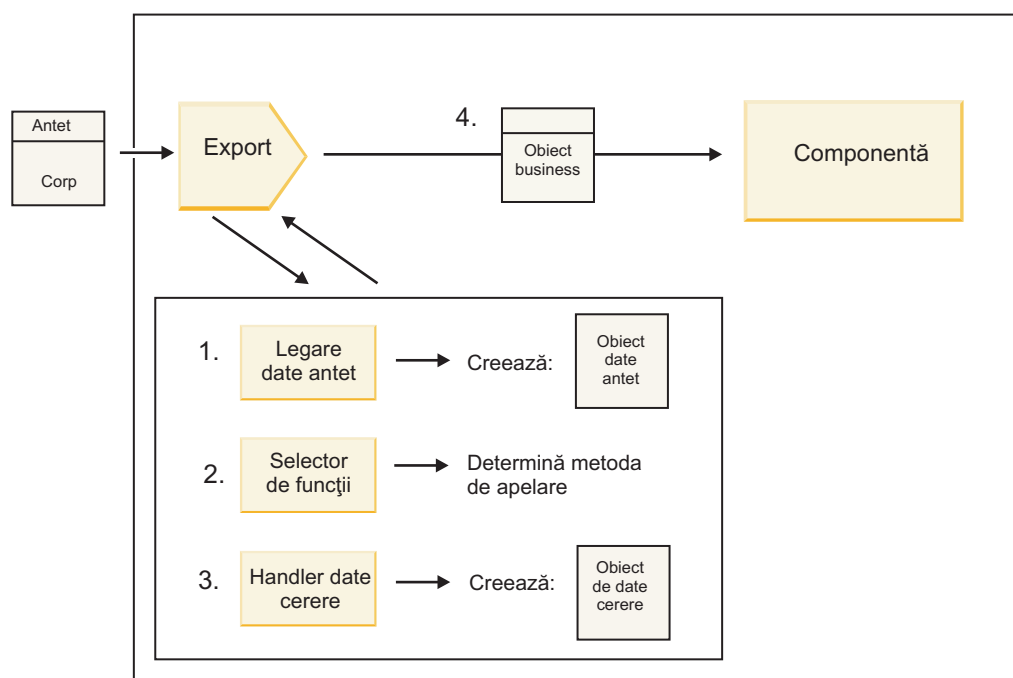 Antet
Corp
Export
4.
Obiect
business
Componentă
1.
Legare
date antet
Creează:
Obiect
date
antet
2.
Selector
de funcţii
Determină metoda
de apelare
3.
Handler date
cerere
Creează:
Obiect
de date
cerere